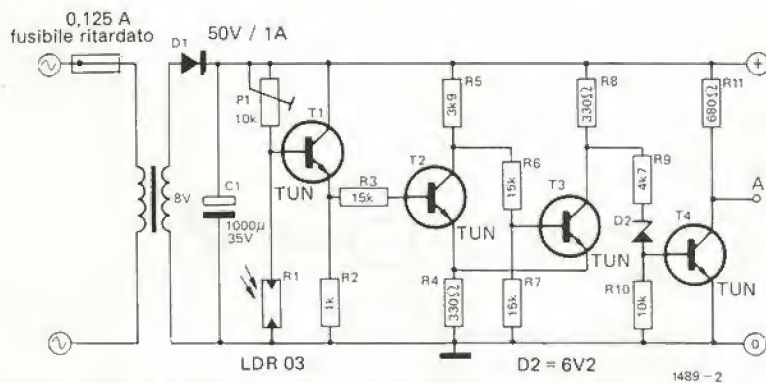 0,125 A
fusibile ritardato
D1
50V / 1A
+
P1
10k
T1
TUN
R5
3k9
R8
330Ω
R11
680Ω
R3
15k
T2
TUN
R6
15k
T3
TUN
R9
4k7
A
D2
T4
TUN
8V
C1
1000µ
35V
R1
R2
1k
R4
330Ω
R7
15k
R10
10k
0
LDR 03
D2 = 6V2
1489-2